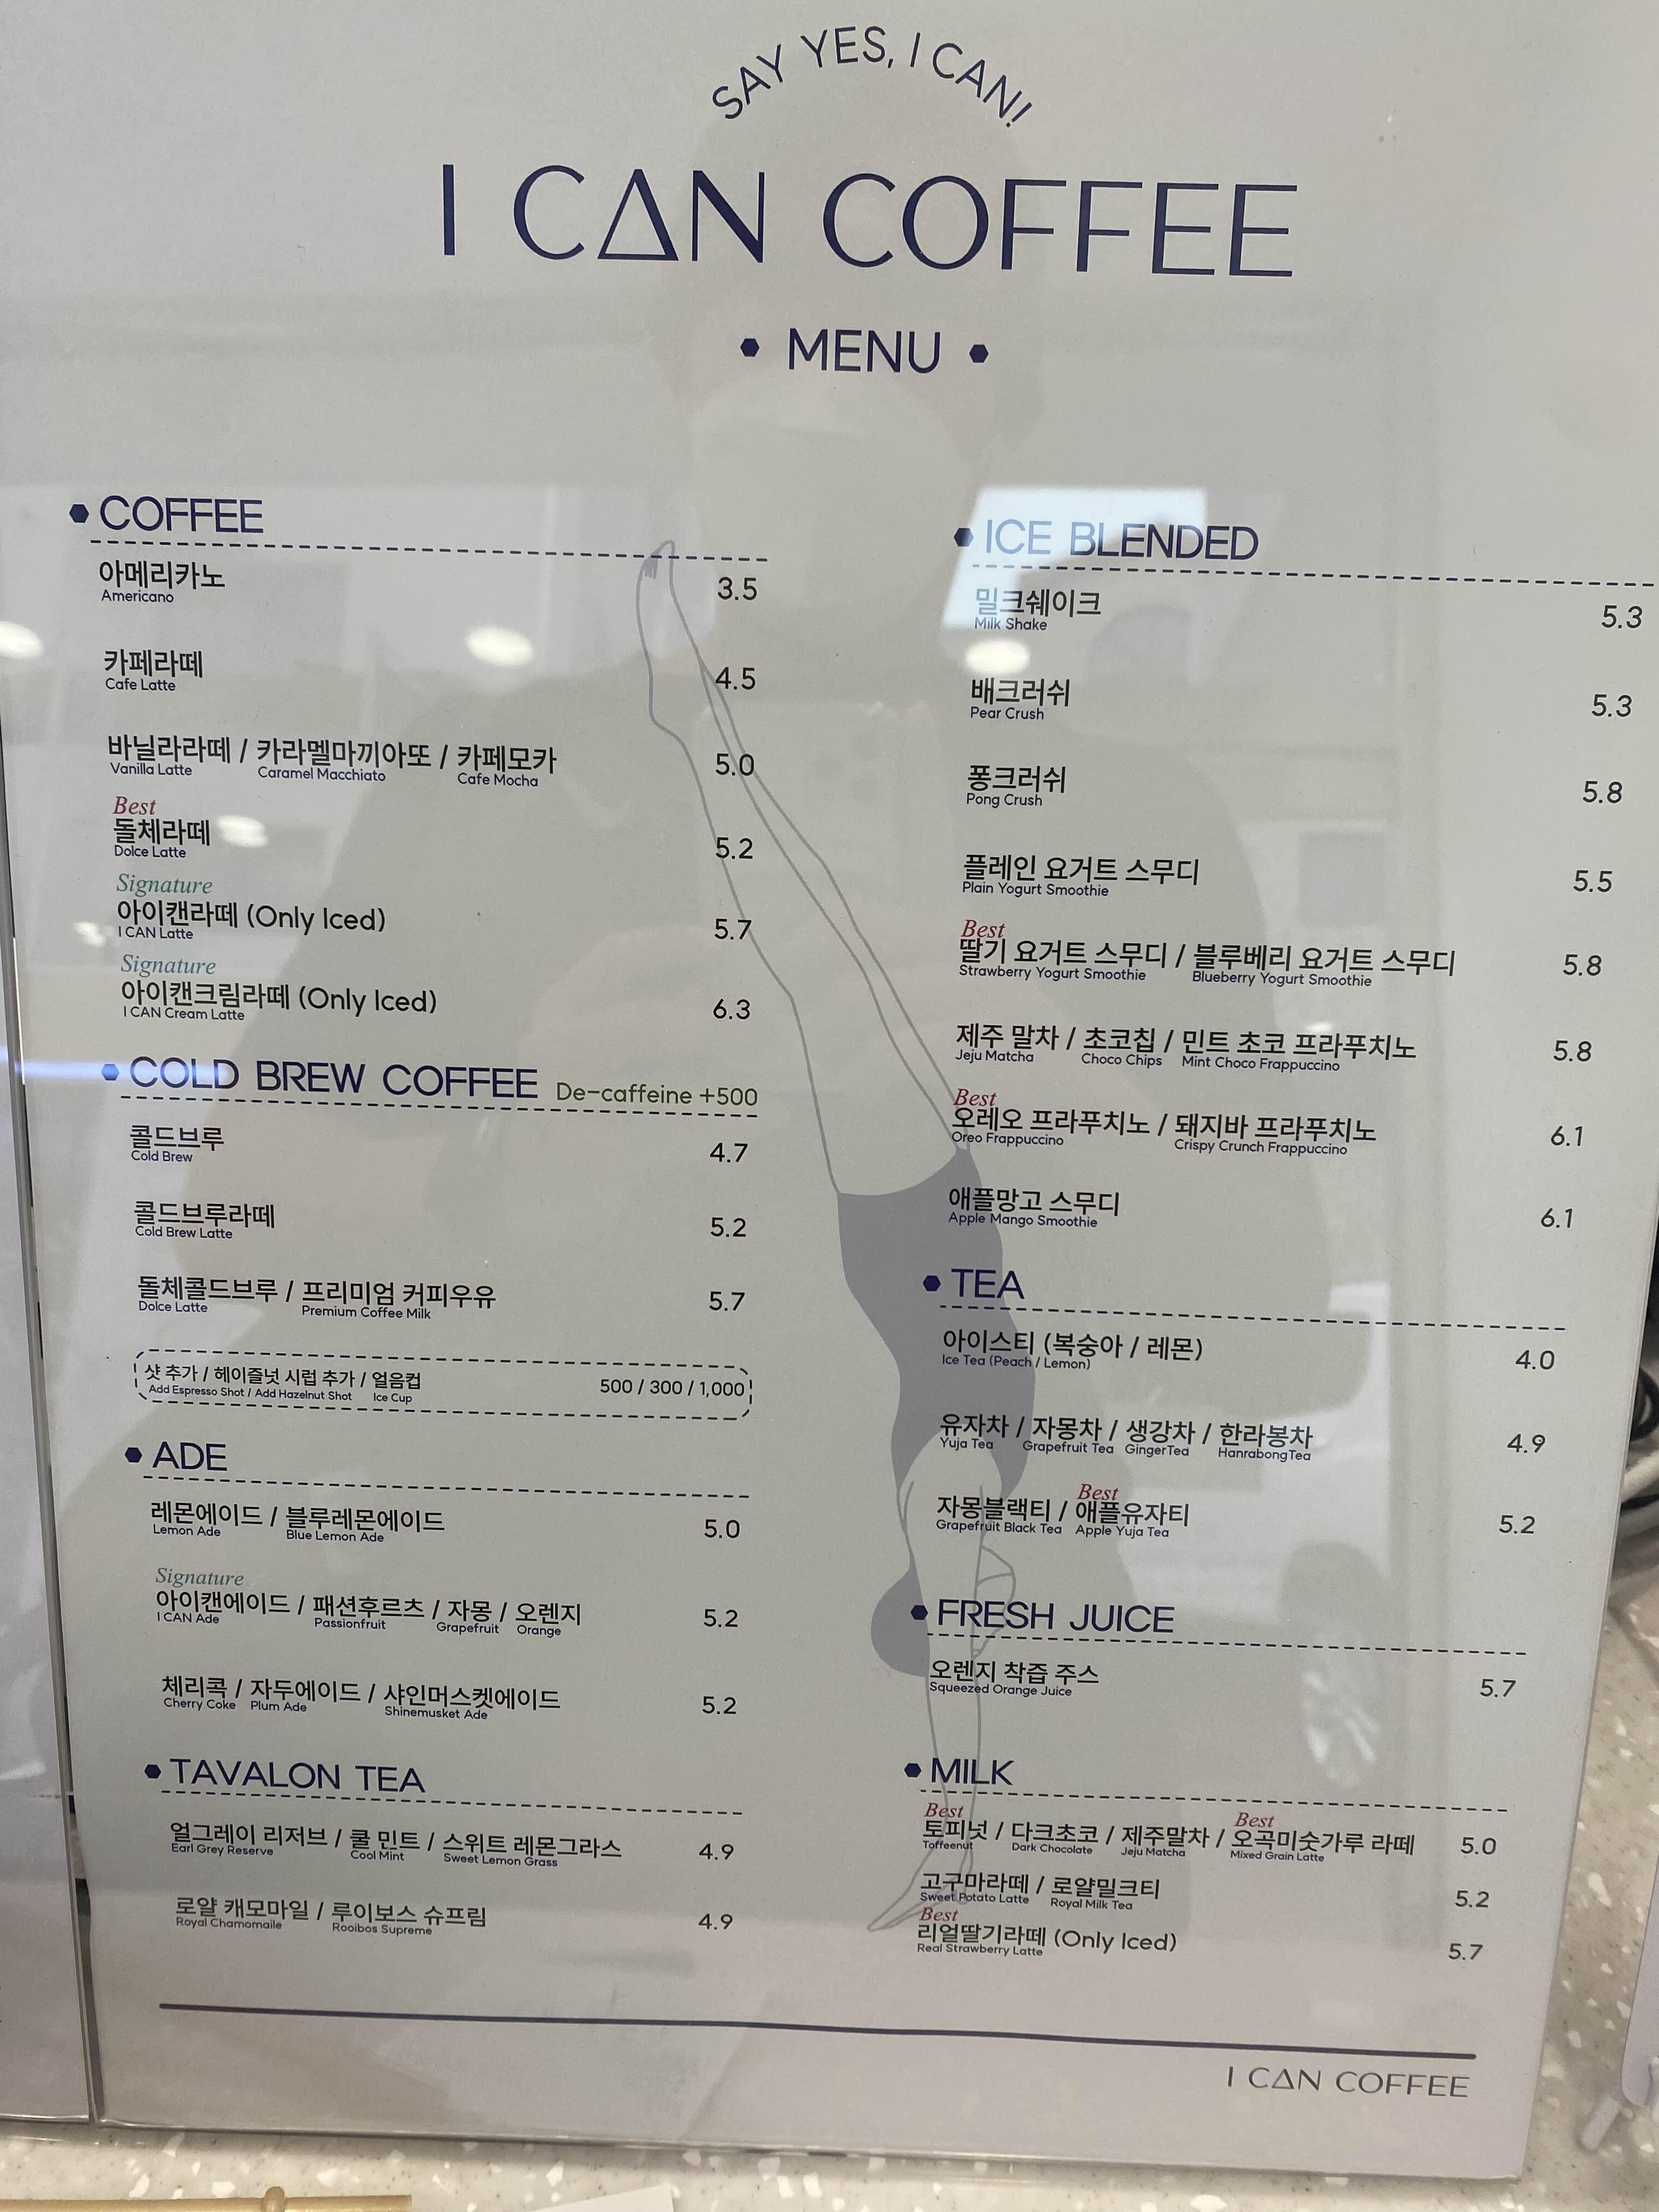 SAY YES, I CAN!
I CAN COFFEE
• MENU •
COFFEE
아메리카노 3.5
Americano
카페라떼 4.5
Cafe Latte
바닐라라떼 / 카라멜마끼아또 / 카페모카 5.0
Vanilla Latte Caramel Macchiato Cafe Mocha
Best
돌체라떼 5.2
Dolce Latte
Signature
아이캔라떼 (Only Iced) 5.7
I CAN Latte
Signature
아이캔크림라떼 (Only Iced) 6.3
I CAN Cream Latte
COLD BREW COFFEE De-caffeine +500
콜드브루 4.7
Cold Brew
콜드브루라떼 5.2
Cold Brew Latte
돌체콜드브루 / 프리미엄 커피우유 5.7
Dolce Latte Premium Coffee Milk
샷 추가 / 헤이즐넛 시럽 추가 / 얼음컵 500 / 300 / 1,000
Add Espresso Shot / Add Hazelnut Shot Ice Cup
ADE
레몬에이드 / 블루레몬에이드 5.0
Lemon Ade Blue Lemon Ade
Signature
아이캔에이드 / 패션후르츠 / 자몽 / 오렌지 5.2
I CAN Ade Passionfruit Grapefruit Orange
체리콕 / 자두에이드 / 샤인머스켓에이드 5.2
Cherry Coke Plum Ade Shinemusket Ade
TAVALON TEA
얼그레이 리저브 / 쿨 민트 / 스위트 레몬그라스 4.9
Earl Grey Reserve Cool Mint Sweet Lemon Grass
로얄 캐모마일 / 루이보스 슈프림 4.9
Royal Chamomaile Rooibos Supreme
ICE BLENDED
밀크쉐이크 5.3
Milk Shake
배크러쉬 5.3
Pear Crush
퐁크러쉬 5.8
Pong Crush
플레인 요거트 스무디 5.5
Plain Yogurt Smoothie
Best
딸기 요거트 스무디 / 블루베리 요거트 스무디 5.8
Strawberry Yogurt Smoothie Blueberry Yogurt Smoothie
제주 말차 / 초코칩 / 민트 초코 프라푸치노 5.8
Jeju Matcha Choco Chips Mint Choco Frappuccino
Best
오레오 프라푸치노 / 돼지바 프라푸치노 6.1
Oreo Frappuccino Crispy Crunch Frappuccino
애플망고 스무디 6.1
Apple Mango Smoothie
TEA
아이스티 (복숭아 / 레몬) 4.0
Ice Tea (Peach / Lemon)
유자차 / 자몽차 / 생강차 / 한라봉차 4.9
Yuja Tea Grapefruit Tea GingerTea HanrabongTea
Best
자몽블랙티 / 애플유자티 5.2
Grapefruit Black Tea Apple Yuja Tea
FRESH JUICE
오렌지 착즙 주스 5.7
Squeezed Orange Juice
MILK
Best Best
토피넛 / 다크초코 / 제주말차 / 오곡미숫가루 라떼 5.0
Toffeenut Dark Chocolate Jeju Matcha Mixed Grain Latte
고구마라떼 / 로얄밀크티 5.2
Sweet Potato Latte Royal Milk Tea
Best
리얼딸기라떼 (Only Iced) 5.7
Real Strawberry Latte
I CAN COFFEE